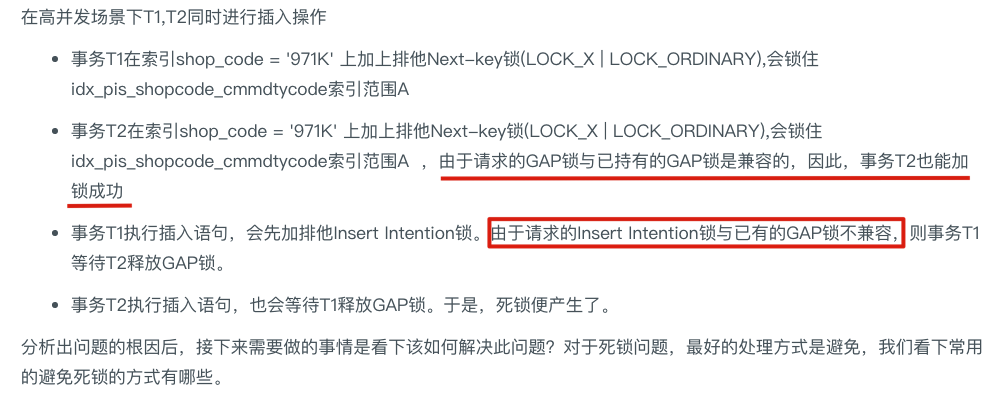 在高并发场景下T1,T2同时进行插入操作
事务T1在索引shop_code = '971K' 上加上排他Next-key锁(LOCK_X | LOCK_ORDINARY),会锁住
idx_pis_shopcode_cmmdtycode索引范围A
事务T2在索引shop_code = '971K' 上加上排他Next-key锁(LOCK_X | LOCK_ORDINARY),会锁住
idx_pis_shopcode_cmmdtycode索引范围A ，由于请求的GAP锁与已持有的GAP锁是兼容的，因此，事务T2也能加
锁成功
事务T1执行插入语句，会先加排他Insert Intention锁。由于请求的Insert Intention锁与已有的GAP锁不兼容，则事务T1
等待T2释放GAP锁。
事务T2执行插入语句，也会等待T1释放GAP锁。于是，死锁便产生了。
分析出问题的根因后，接下来需要做的事情是看下该如何解决此问题？对于死锁问题，最好的处理方式是避免，我们看下常用
的避免死锁的方式有哪些。